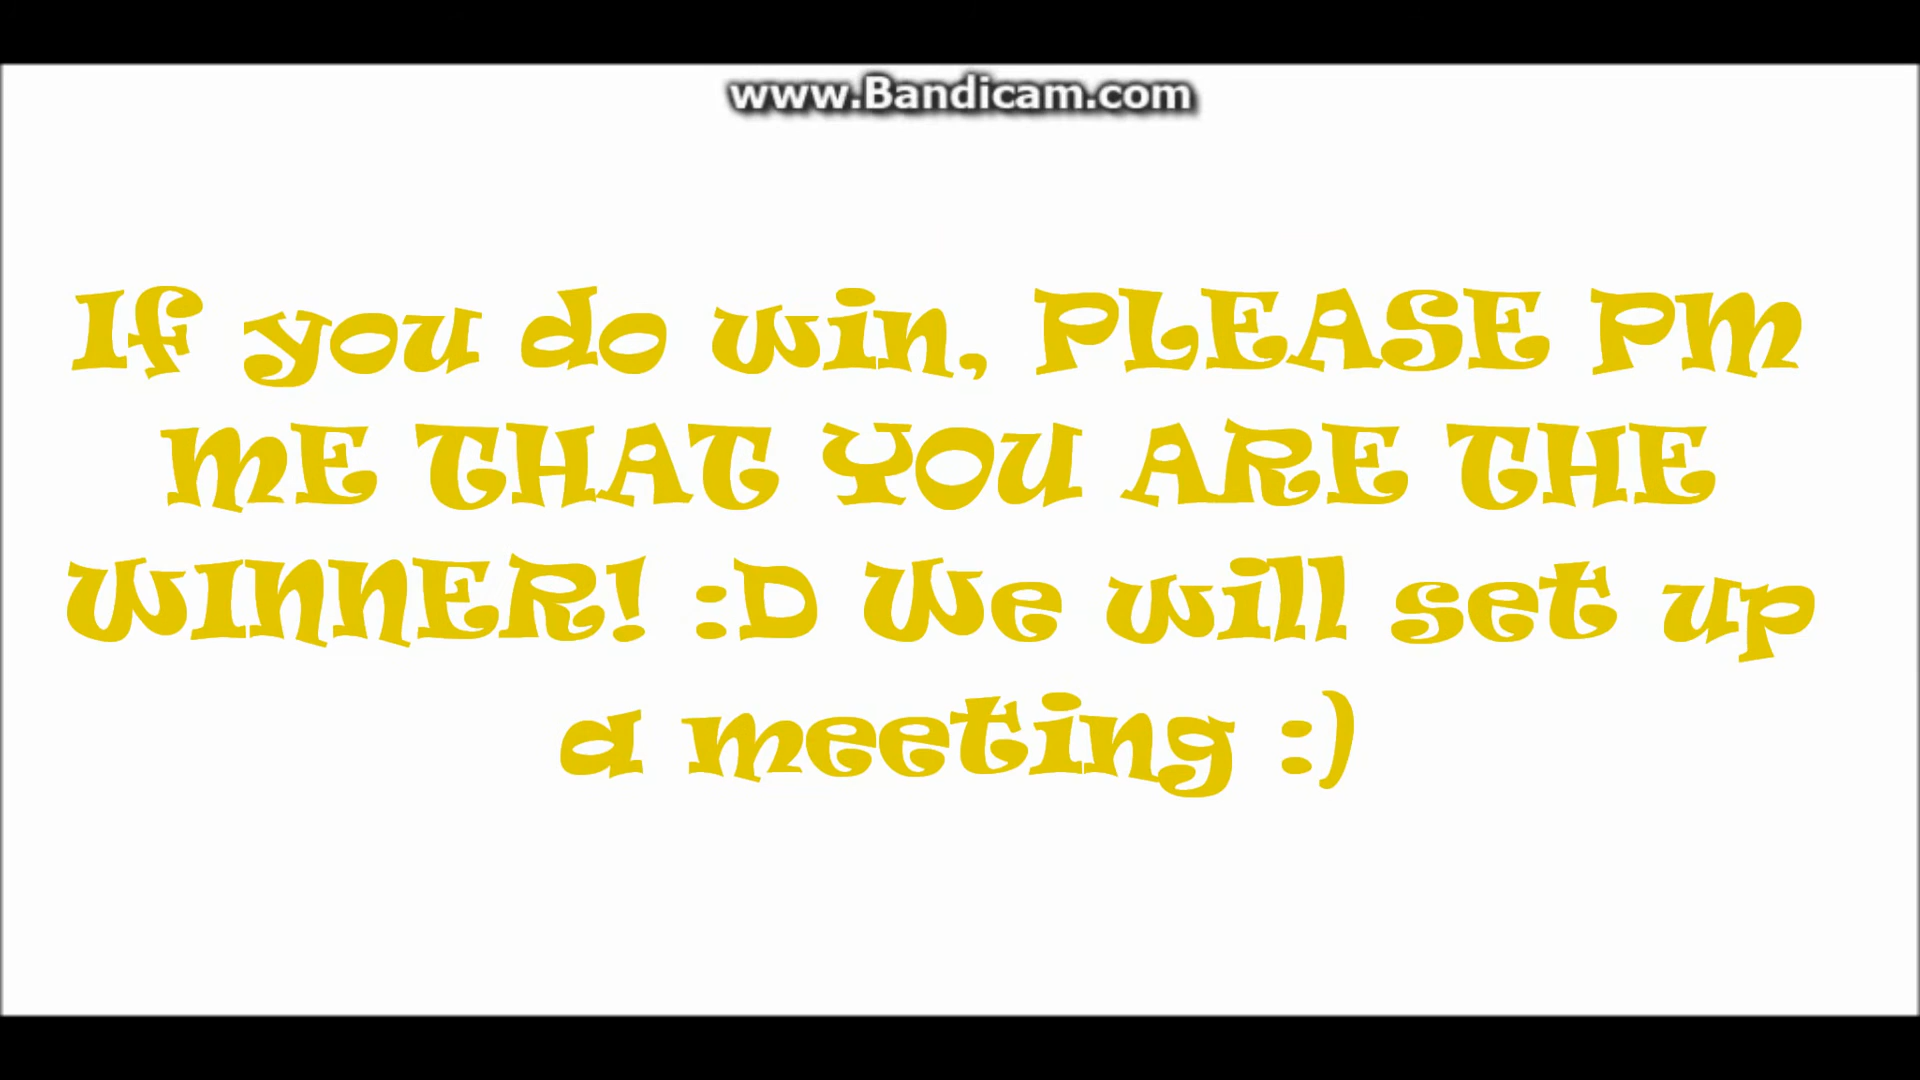 www.Bandicam.com
If you do win, PLEASE PM
ME THAT YOU ARE THE
WINNER! :D We will set up
a meeting :)